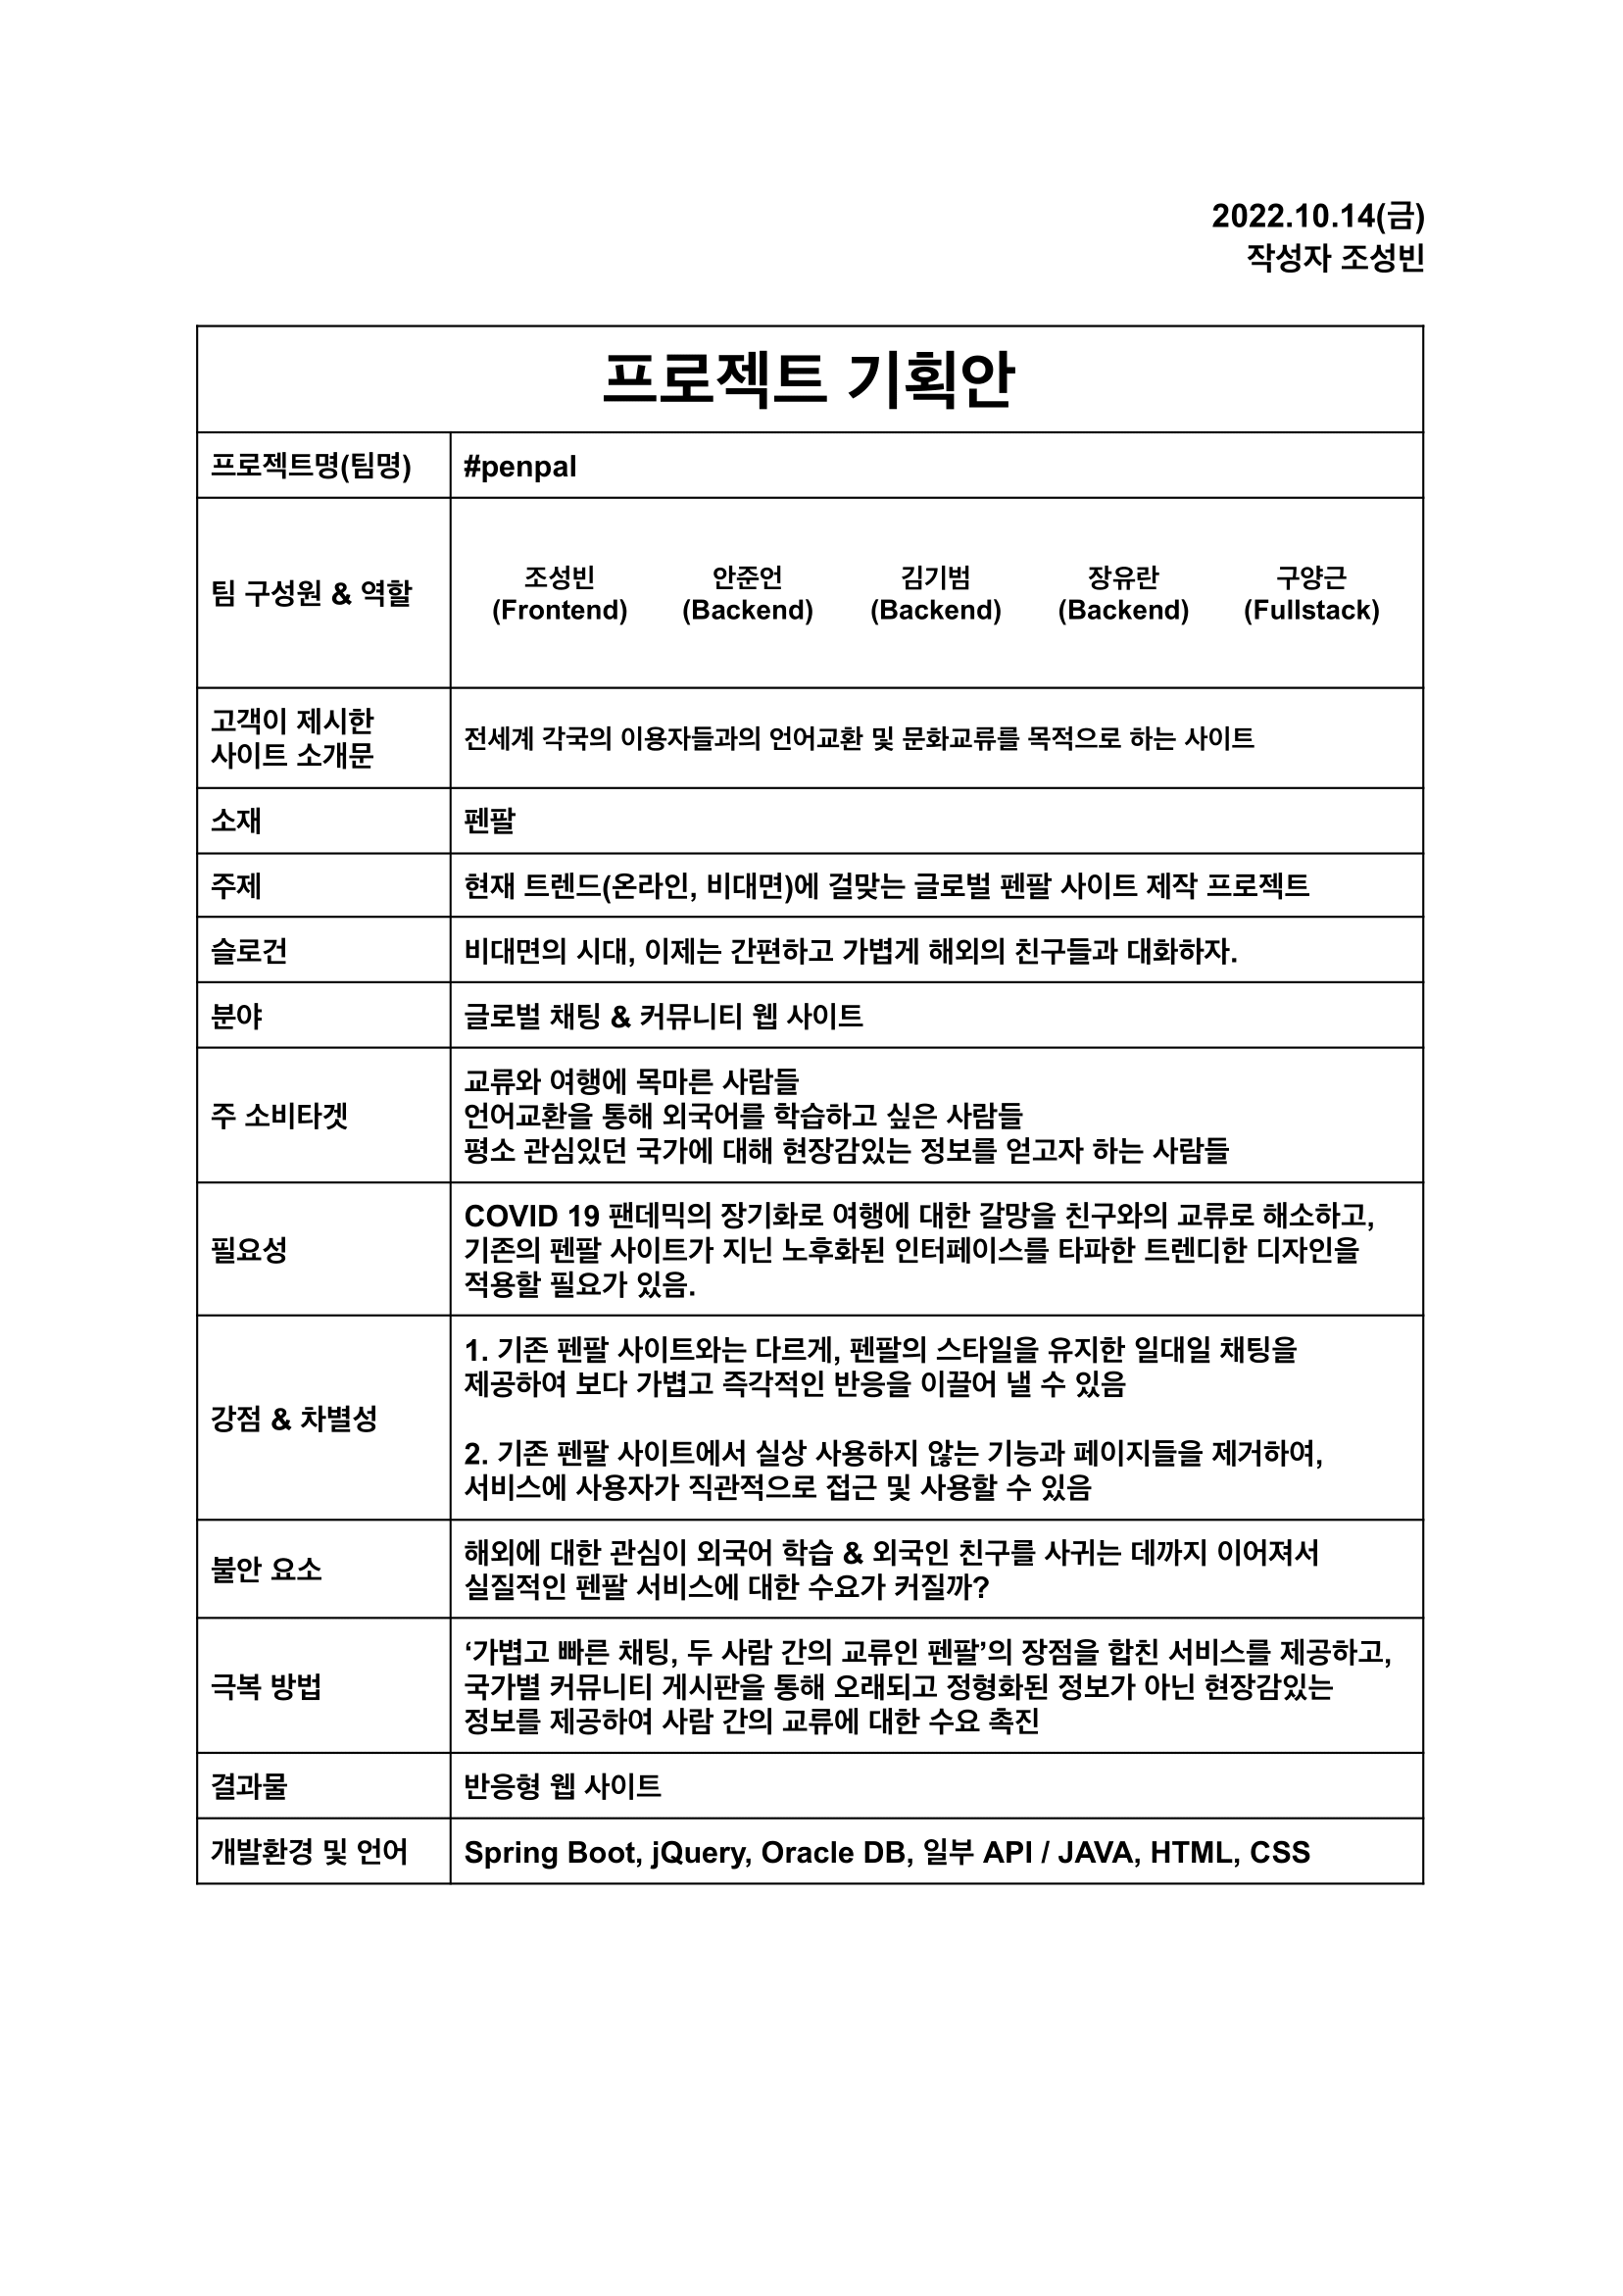 2022.10.14(금)
작성자 조성빈
프로젝트 기획안
프로젝트명(팀명)
#penpal
팀 구성원 & 역할
조성빈 안준언 김기범 장유란 구양근
(Frontend) (Backend) (Backend) (Backend) (Fullstack)
고객이 제시한
사이트 소개문
전세계 각국의 이용자들과의 언어교환 및 문화교류를 목적으로 하는 사이트
소재
펜팔
주제
현재 트렌드(온라인, 비대면)에 걸맞는 글로벌 펜팔 사이트 제작 프로젝트
슬로건
비대면의 시대, 이제는 간편하고 가볍게 해외의 친구들과 대화하자.
분야
글로벌 채팅 & 커뮤니티 웹 사이트
주 소비타겟
교류와 여행에 목마른 사람들
언어교환을 통해 외국어를 학습하고 싶은 사람들
평소 관심있던 국가에 대해 현장감있는 정보를 얻고자 하는 사람들
필요성
COVID 19 팬데믹의 장기화로 여행에 대한 갈망을 친구와의 교류로 해소하고,
기존의 펜팔 사이트가 지닌 노후화된 인터페이스를 타파한 트렌디한 디자인을
적용할 필요가 있음.
강점 & 차별성
1. 기존 펜팔 사이트와는 다르게, 펜팔의 스타일을 유지한 일대일 채팅을
제공하여 보다 가볍고 즉각적인 반응을 이끌어 낼 수 있음
2. 기존 펜팔 사이트에서 실상 사용하지 않는 기능과 페이지들을 제거하여,
서비스에 사용자가 직관적으로 접근 및 사용할 수 있음
불안 요소
해외에 대한 관심이 외국어 학습 & 외국인 친구를 사귀는 데까지 이어져서
실질적인 펜팔 서비스에 대한 수요가 커질까?
극복 방법
‘가볍고 빠른 채팅, 두 사람 간의 교류인 펜팔’의 장점을 합친 서비스를 제공하고,
국가별 커뮤니티 게시판을 통해 오래되고 정형화된 정보가 아닌 현장감있는
정보를 제공하여 사람 간의 교류에 대한 수요 촉진
결과물
반응형 웹 사이트
개발환경 및 언어
Spring Boot, jQuery, Oracle DB, 일부 API / JAVA, HTML, CSS